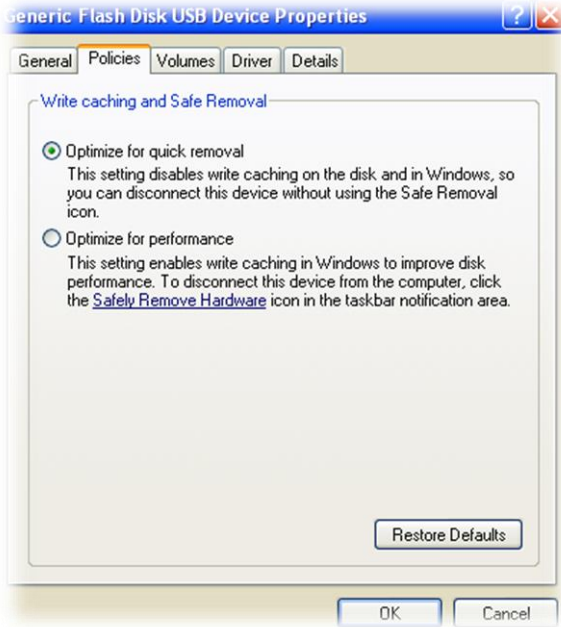 Generic Flash Disk USB Device Properties
General Policies Volumes Driver Details
Write caching and Safe Removal
Optimize for quick removal
This setting disables write caching on the disk and in Windows, so
you can disconnect this device without using the Safe Removal
icon.
Optimize for performance
This setting enables write caching in Windows to improve disk
performance. To disconnect this device from the computer, click
the Safely Remove Hardware icon in the taskbar notification area.
Restore Defaults
OK Cancel